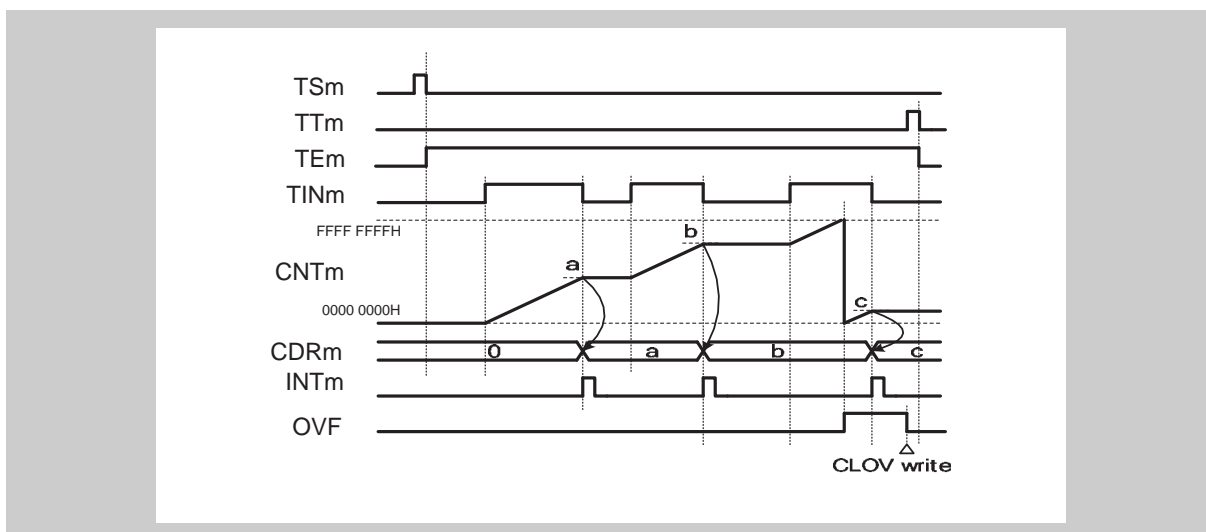 TSm
TTm
TEm
TINm
FFFF FFFFH
b
a
CNTm
c
0000 0000H
CDRm 0 a b c
INTm
OVF
CLOV write